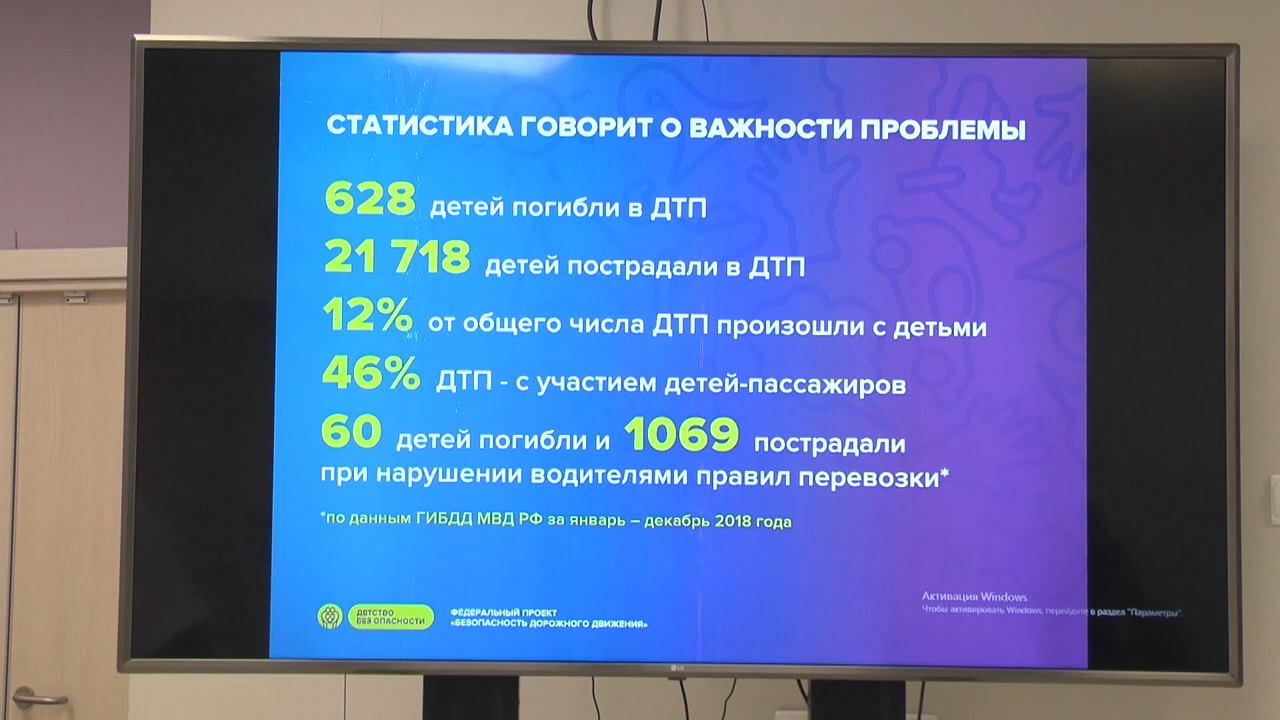 СТАТИСТИКА ГОВОРИТ О ВАЖНОСТИ ПРОБЛЕМЫ
628 детей погибли в ДТП
21 718 детей пострадали в ДТП
12% от общего числа ДТП произошли с детьми
46% ДТП - с участием детей-пассажиров
60 детей погибли и 1069 пострадали
при нарушении водителями правил перевозки*
*по данным ГИБДД МВД РФ за январь – декабрь 2018 года
ДЕТСТВО
БЕЗ ОПАСНОСТИ
ФЕДЕРАЛЬНЫЙ ПРОЕКТ
«БЕЗОПАСНОСТЬ ДОРОЖНОГО ДВИЖЕНИЯ»
Активация Windows
Чтобы активировать Windows, перейдите в раздел "Параметры".
LG